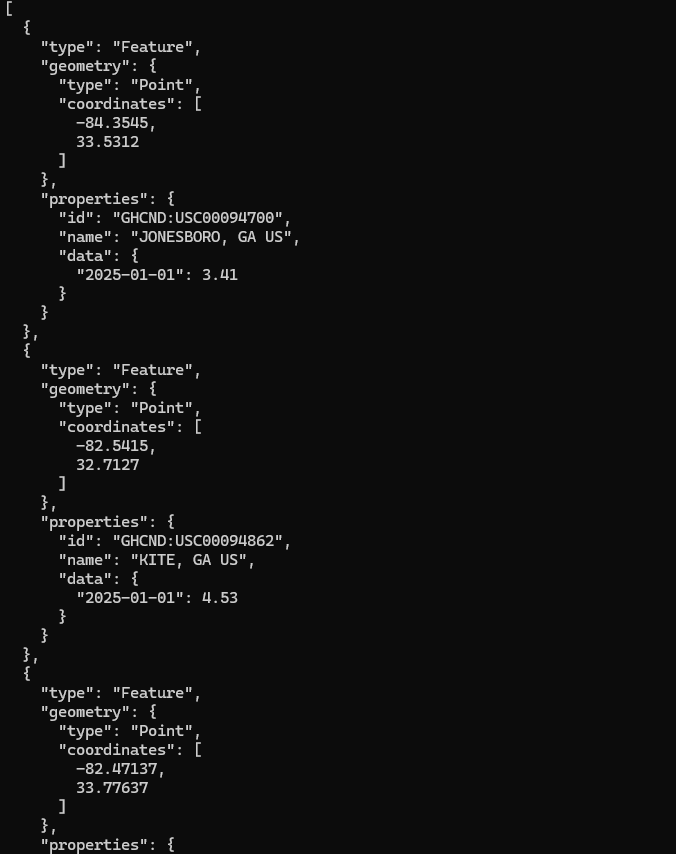 [
  {
    "type": "Feature",
    "geometry": {
      "type": "Point",
      "coordinates": [
        -84.3545,
        33.5312
      ]
    },
    "properties": {
      "id": "GHCND:USC00094700",
      "name": "JONESBORO, GA US",
      "data": {
        "2025-01-01": 3.41
      }
    }
  },
  {
    "type": "Feature",
    "geometry": {
      "type": "Point",
      "coordinates": [
        -82.5415,
        32.7127
      ]
    },
    "properties": {
      "id": "GHCND:USC00094862",
      "name": "KITE, GA US",
      "data": {
        "2025-01-01": 4.53
      }
    }
  },
  {
    "type": "Feature",
    "geometry": {
      "type": "Point",
      "coordinates": [
        -82.47137,
        33.77637
      ]
    },
    "properties": {